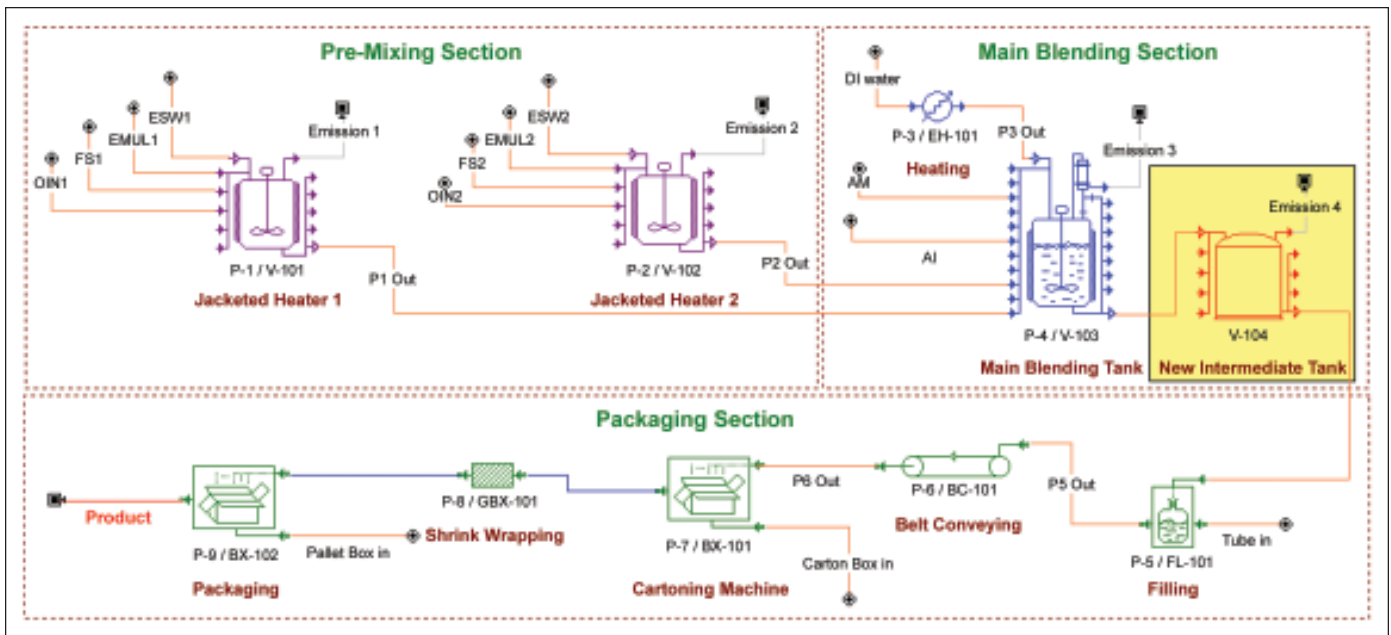 Pre-Mixing Section
Main Blending Section
ESW1
EMUL1
FS1
OIN1
Emission 1
P-1 / V-101
Jacketed Heater 1
P1 Out
ESW2
EMUL2
FS2
OIN2
Emission 2
P-2 / V-102
Jacketed Heater 2
P2 Out
DI water
P-3 / EH-101
Heating
P3 Out
Emission 3
AM
AI
P-4 / V-103
Main Blending Tank
Emission 4
V-104
New Intermediate Tank
Packaging Section
Product
P-9 / BX-102
Pallet Box in
Packaging
P-8 / GBX-101
Shrink Wrapping
P-7 / BX-101
Carton Box in
Cartoning Machine
P6 Out
P-6 / BC-101
Belt Conveying
P5 Out
Tube in
P-5 / FL-101
Filling